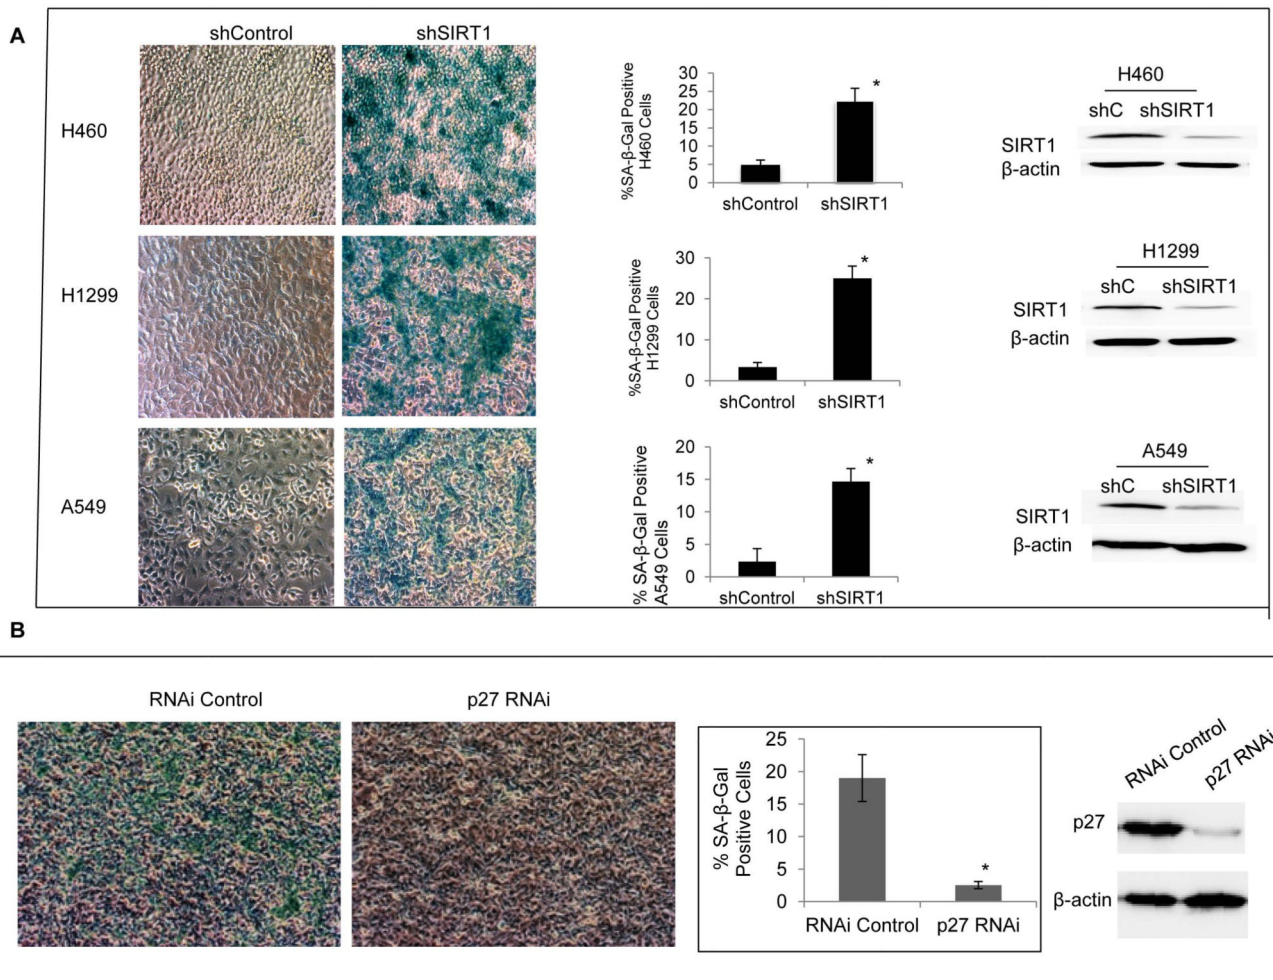 A
shControl
shSIRT1
H460
H1299
A549
%SA-β-Gal Positive
H460 Cells
30
25
20
15
10
5
0
*
shControl
shSIRT1
%SA-β-Gal Positive
H1299 Cells
30
20
10
0
*
shControl
shSIRT1
% SA-β-Gal Positive
A549 Cells
20
15
10
5
0
*
shControl
shSIRT1
H460
shC shSIRT1
SIRT1
β-actin
H1299
shC shSIRT1
SIRT1
β-actin
A549
shC shSIRT1
SIRT1
β-actin
B
RNAi Control
p27 RNAi
% SA-β-Gal
Positive Cells
25
20
15
10
5
0
*
RNAi Control
p27 RNAi
RNAi Control
p27 RNAi
p27
β-actin